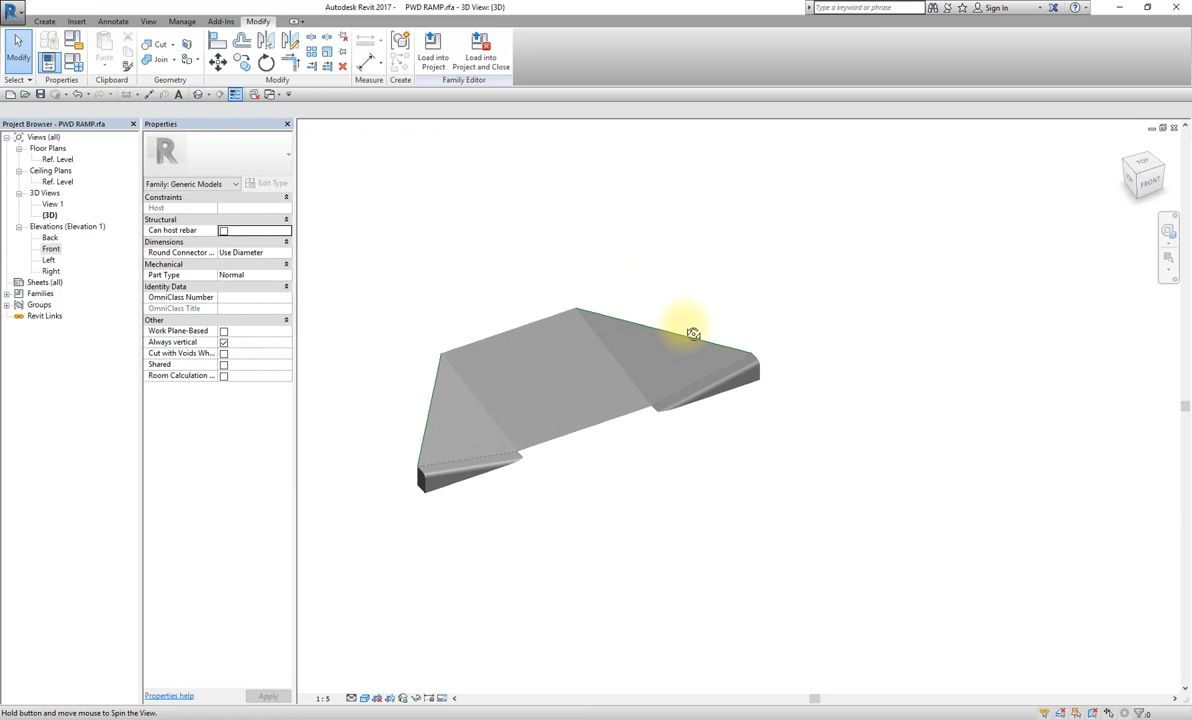 Autodesk Revit 2017 - PWD RAMP.rfa - 3D View: {3D}
Type a keyword or phrase
Sign In
Create Insert Annotate View Manage Add-Ins Modify
Modify
Paste
Cut
Join
Load into Project
Load into Project and Close
Select Properties Clipboard Geometry Modify Measure Create Family Editor
Project Browser - PWD RAMP.rfa
Views (all)
Floor Plans
Ref. Level
Ceiling Plans
Ref. Level
3D Views
View 1
{3D}
Elevations (Elevation 1)
Back
Front
Left
Right
Sheets (all)
Families
Groups
Revit Links
Properties
Family: Generic Models
Edit Type
Constraints
Host
Structural
Can host rebar
Dimensions
Round Connector ... Use Diameter
Mechanical
Part Type Normal
Identity Data
OmniClass Number
OmniClass Title
Other
Work Plane-Based
Always vertical
Cut with Voids Wh...
Shared
Room Calculation ...
Properties help
Apply
TOP
FRONT
1 : 5
Hold button and move mouse to Spin the View.
:0